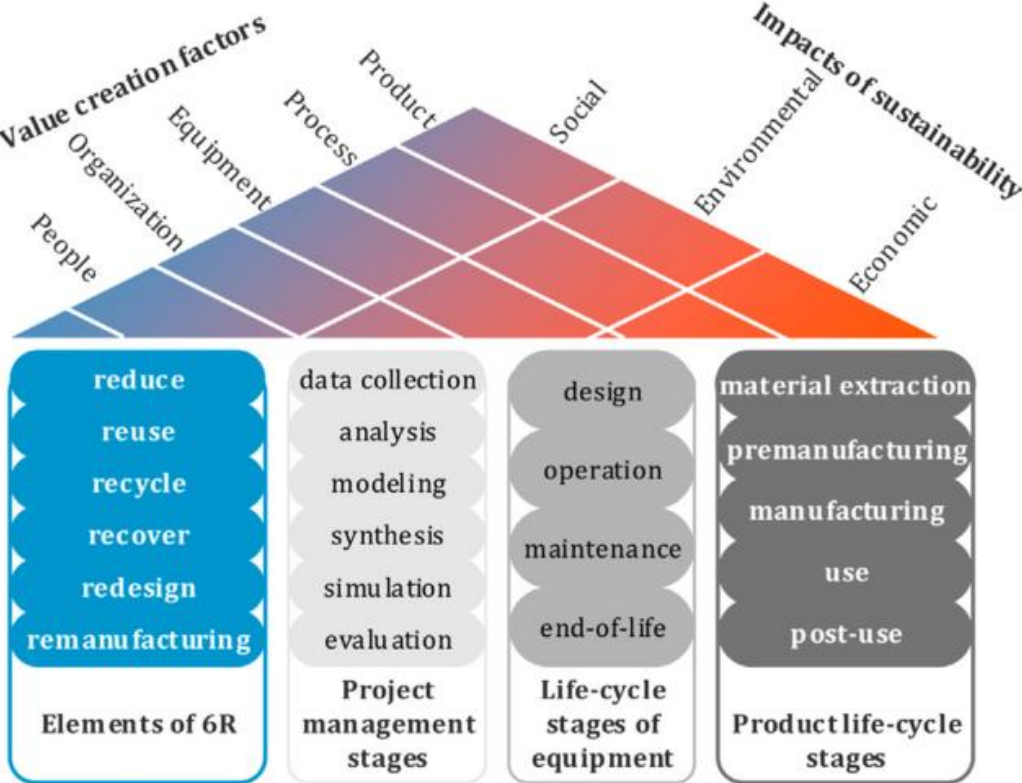 Value creation factors
People
Organization
Equipment
Process
Product
Social
Environmental
Economic
Impacts of sustainability
reduce
reuse
recycle
recover
redesign
remanufacturing
Elements of 6R
data collection
analysis
modeling
synthesis
simulation
evaluation
Project
management
stages
design
operation
maintenance
end-of-life
Life-cycle
stages of
equipment
material extraction
premanufacturing
manufacturing
use
post-use
Product life-cycle
stages